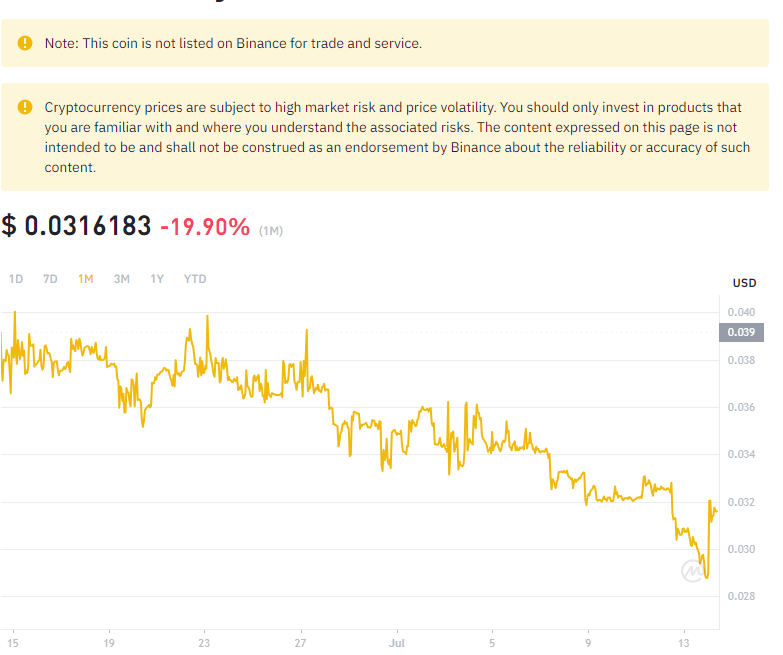 Note: This coin is not listed on Binance for trade and service.
Cryptocurrency prices are subject to high market risk and price volatility. You should only invest in products that
you are familiar with and where you understand the associated risks. The content expressed on this page is not
intended to be and shall not be construed as an endorsement by Binance about the reliability or accuracy of such
content.
$ 0.0316183 -19.90% (1M)
1D 7D 1M 3M 1Y YTD
USD
0.040
0.039
0.038
0.036
0.034
0.032
0.030
0.028
15 19 23 27 Jul 5 9 13